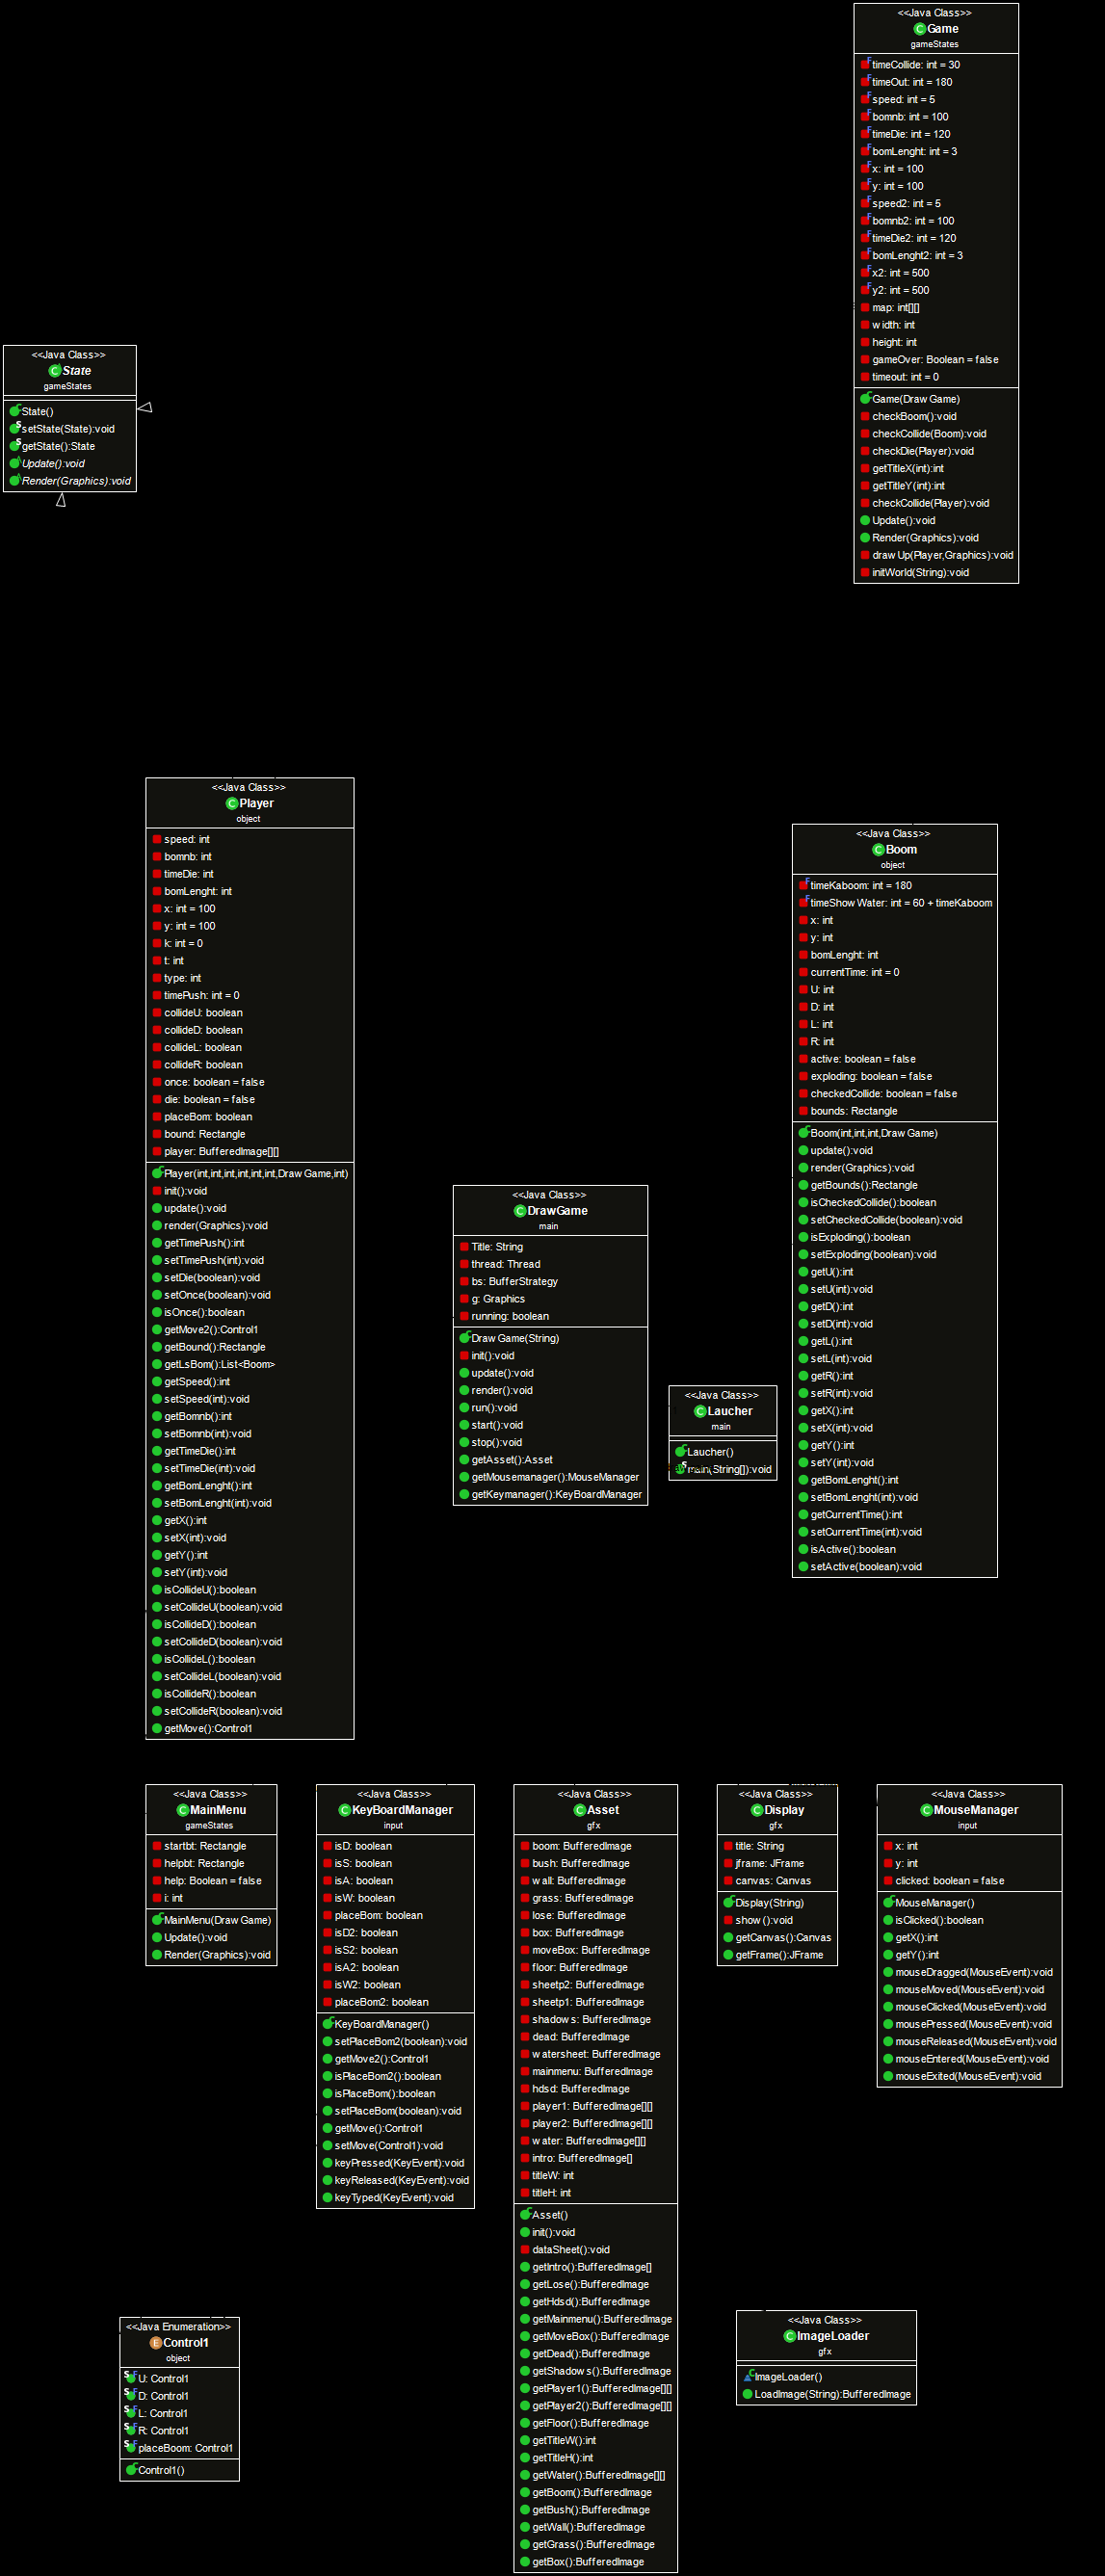 <<Java Class>>
Game
gameStates
timeCollide: int = 30
timeOut: int = 180
speed: int = 5
bomnb: int = 100
timeDie: int = 120
bomLenght: int = 3
x: int = 100
y: int = 100
speed2: int = 5
bomnb2: int = 100
timeDie2: int = 120
bomLenght2: int = 3
x2: int = 500
y2: int = 500
map: int[][]
width: int
height: int
gameOver: Boolean = false
timeout: int = 0
Game(DrawGame)
checkBoom():void
checkCollide(Boom):void
checkDie(Player):void
getTitleX(int):int
getTitleY(int):int
checkCollide(Player):void
Update():void
Render(Graphics):void
drawUp(Player,Graphics):void
initWorld(String):void
<<Java Class>>
State
gameStates
State()
setState(State):void
getState():State
Update():void
Render(Graphics):void
<<Java Class>>
Player
object
speed: int
bomnb: int
timeDie: int
bomLenght: int
x: int = 100
y: int = 100
k: int = 0
t: int
type: int
timePush: int = 0
collideU: boolean
collideD: boolean
collideL: boolean
collideR: boolean
once: boolean = false
die: boolean = false
placeBom: boolean
bound: Rectangle
player: BufferedImage[][]
Player(int,int,int,int,int,int,DrawGame,int)
init():void
update():void
render(Graphics):void
getTimePush():int
setTimePush(int):void
setDie(boolean):void
setOnce(boolean):void
isOnce():boolean
getMove2():Control1
getBound():Rectangle
getLsBom():List<Boom>
getSpeed():int
setSpeed(int):void
getBomnb():int
setBomnb(int):void
getTimeDie():int
setTimeDie(int):void
getBomLenght():int
setBomLenght(int):void
getX():int
setX(int):void
getY():int
setY(int):void
isCollideU():boolean
setCollideU(boolean):void
isCollideD():boolean
setCollideD(boolean):void
isCollideL():boolean
setCollideL(boolean):void
isCollideR():boolean
setCollideR(boolean):void
getMove():Control1
<<Java Class>>
Boom
object
timeKaboom: int = 180
timeShowWater: int = 60 + timeKaboom
x: int
y: int
bomLenght: int
currentTime: int = 0
U: int
D: int
L: int
R: int
active: boolean = false
exploding: boolean = false
checkedCollide: boolean = false
bounds: Rectangle
Boom(int,int,int,DrawGame)
update():void
render(Graphics):void
getBounds():Rectangle
isCheckedCollide():boolean
setCheckedCollide(boolean):void
isExploding():boolean
setExploding(boolean):void
getU():int
setU(int):void
getD():int
setD(int):void
getL():int
setL(int):void
getR():int
setR(int):void
getX():int
setX(int):void
getY():int
setY(int):void
getBomLenght():int
setBomLenght(int):void
getCurrentTime():int
setCurrentTime(int):void
isActive():boolean
setActive(boolean):void
<<Java Class>>
DrawGame
main
Title: String
thread: Thread
bs: BufferStrategy
g: Graphics
running: boolean
DrawGame(String)
init():void
update():void
render():void
run():void
start():void
stop():void
getAsset():Asset
getMousemanager():MouseManager
getKeymanager():KeyBoardManager
<<Java Class>>
Laucher
main
Laucher()
main(String[]):void
<<Java Class>>
MainMenu
gameStates
startbt: Rectangle
helpbt: Rectangle
help: Boolean = false
i: int
MainMenu(DrawGame)
Update():void
Render(Graphics):void
<<Java Class>>
KeyBoardManager
input
isD: boolean
isS: boolean
isA: boolean
isW: boolean
placeBom: boolean
isD2: boolean
isS2: boolean
isA2: boolean
isW2: boolean
placeBom2: boolean
KeyBoardManager()
setPlaceBom2(boolean):void
getMove2():Control1
isPlaceBom2():boolean
isPlaceBom():boolean
setPlaceBom(boolean):void
getMove():Control1
setMove(Control1):void
keyPressed(KeyEvent):void
keyReleased(KeyEvent):void
keyTyped(KeyEvent):void
<<Java Class>>
Asset
gfx
boom: BufferedImage
bush: BufferedImage
wall: BufferedImage
grass: BufferedImage
lose: BufferedImage
box: BufferedImage
moveBox: BufferedImage
floor: BufferedImage
sheetp2: BufferedImage
sheetp1: BufferedImage
shadows: BufferedImage
dead: BufferedImage
watersheet: BufferedImage
mainmenu: BufferedImage
hdsd: BufferedImage
player1: BufferedImage[][]
player2: BufferedImage[][]
water: BufferedImage[][]
intro: BufferedImage[]
titleW: int
titleH: int
Asset()
init():void
dataSheet():void
getIntro():BufferedImage[]
getLose():BufferedImage
getHdsd():BufferedImage
getMainmenu():BufferedImage
getMoveBox():BufferedImage
getDead():BufferedImage
getShadows():BufferedImage
getPlayer1():BufferedImage[][]
getPlayer2():BufferedImage[][]
getFloor():BufferedImage
getTitleW():int
getTitleH():int
getWater():BufferedImage[][]
getBoom():BufferedImage
getBush():BufferedImage
getWall():BufferedImage
getGrass():BufferedImage
getBox():BufferedImage
<<Java Class>>
Display
gfx
title: String
jframe: JFrame
canvas: Canvas
Display(String)
show():void
getCanvas():Canvas
getFrame():JFrame
<<Java Class>>
MouseManager
input
x: int
y: int
clicked: boolean = false
MouseManager()
isClicked():boolean
getX():int
getY():int
mouseDragged(MouseEvent):void
mouseMoved(MouseEvent):void
mouseClicked(MouseEvent):void
mousePressed(MouseEvent):void
mouseReleased(MouseEvent):void
mouseEntered(MouseEvent):void
mouseExited(MouseEvent):void
<<Java Enumeration>>
Control1
object
U: Control1
D: Control1
L: Control1
R: Control1
placeBoom: Control1
Control1()
<<Java Class>>
ImageLoader
gfx
ImageLoader()
LoadImage(String):BufferedImage